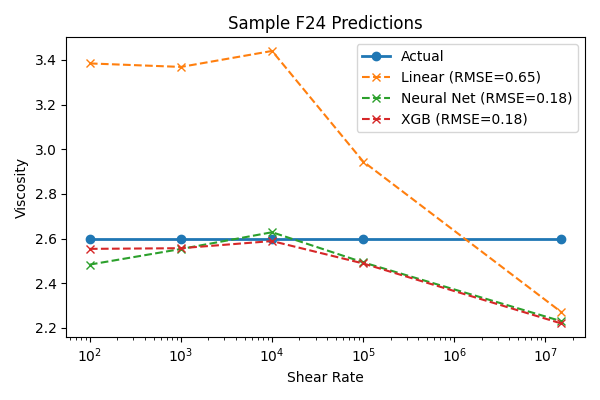 Sample F24 Predictions
Actual
Linear (RMSE=0.65)
Neural Net (RMSE=0.18)
XGB (RMSE=0.18)
Viscosity
3.4
3.2
3.0
2.8
2.6
2.4
2.2
10² 10³ 10⁴ 10⁵ 10⁶ 10⁷
Shear Rate